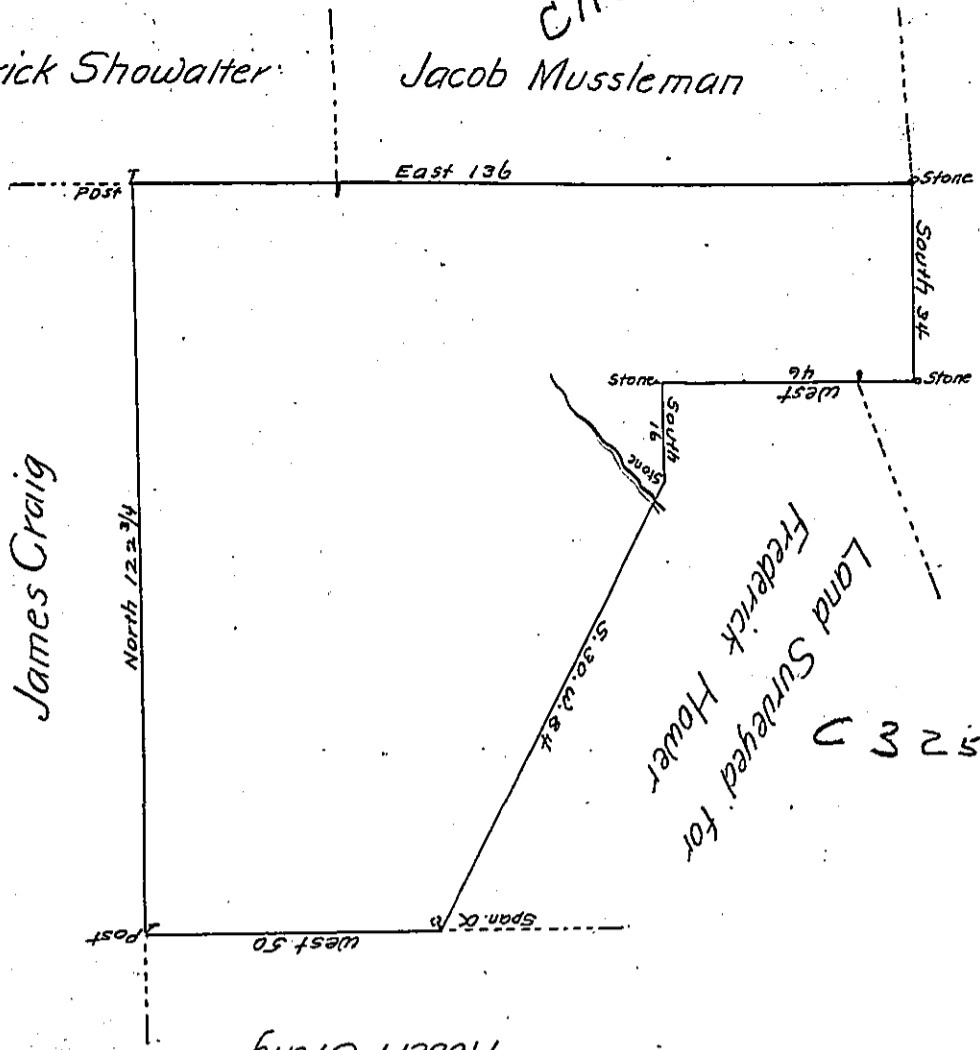 rick Showalter
Jacob Mussleman
Post
East 136
Stone
South 34
Stone
West 46
Stone
South 16
Stone
James Craig
North 122 3/4
S. 30. W. 84
Land Surveyed for
Frederick Hower
C 325
Post
West 50
Span. O.
Craig